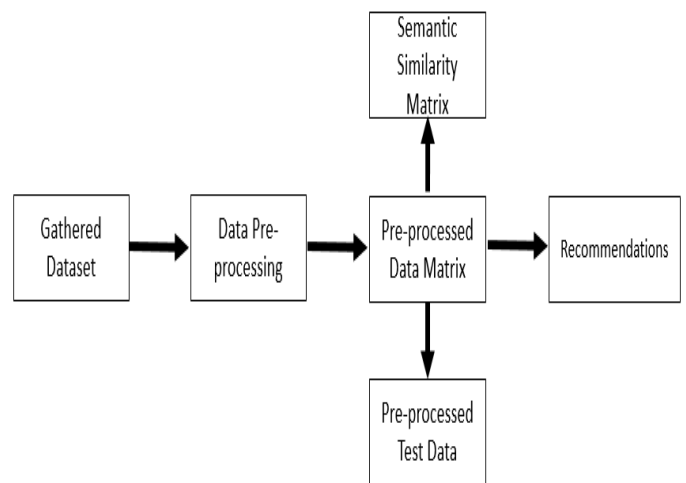 Semantic
Similarity
Matrix
Gathered
Dataset
Data Pre-
processing
Pre-processed
Data Matrix
Recommendations
Pre-processed
Test Data